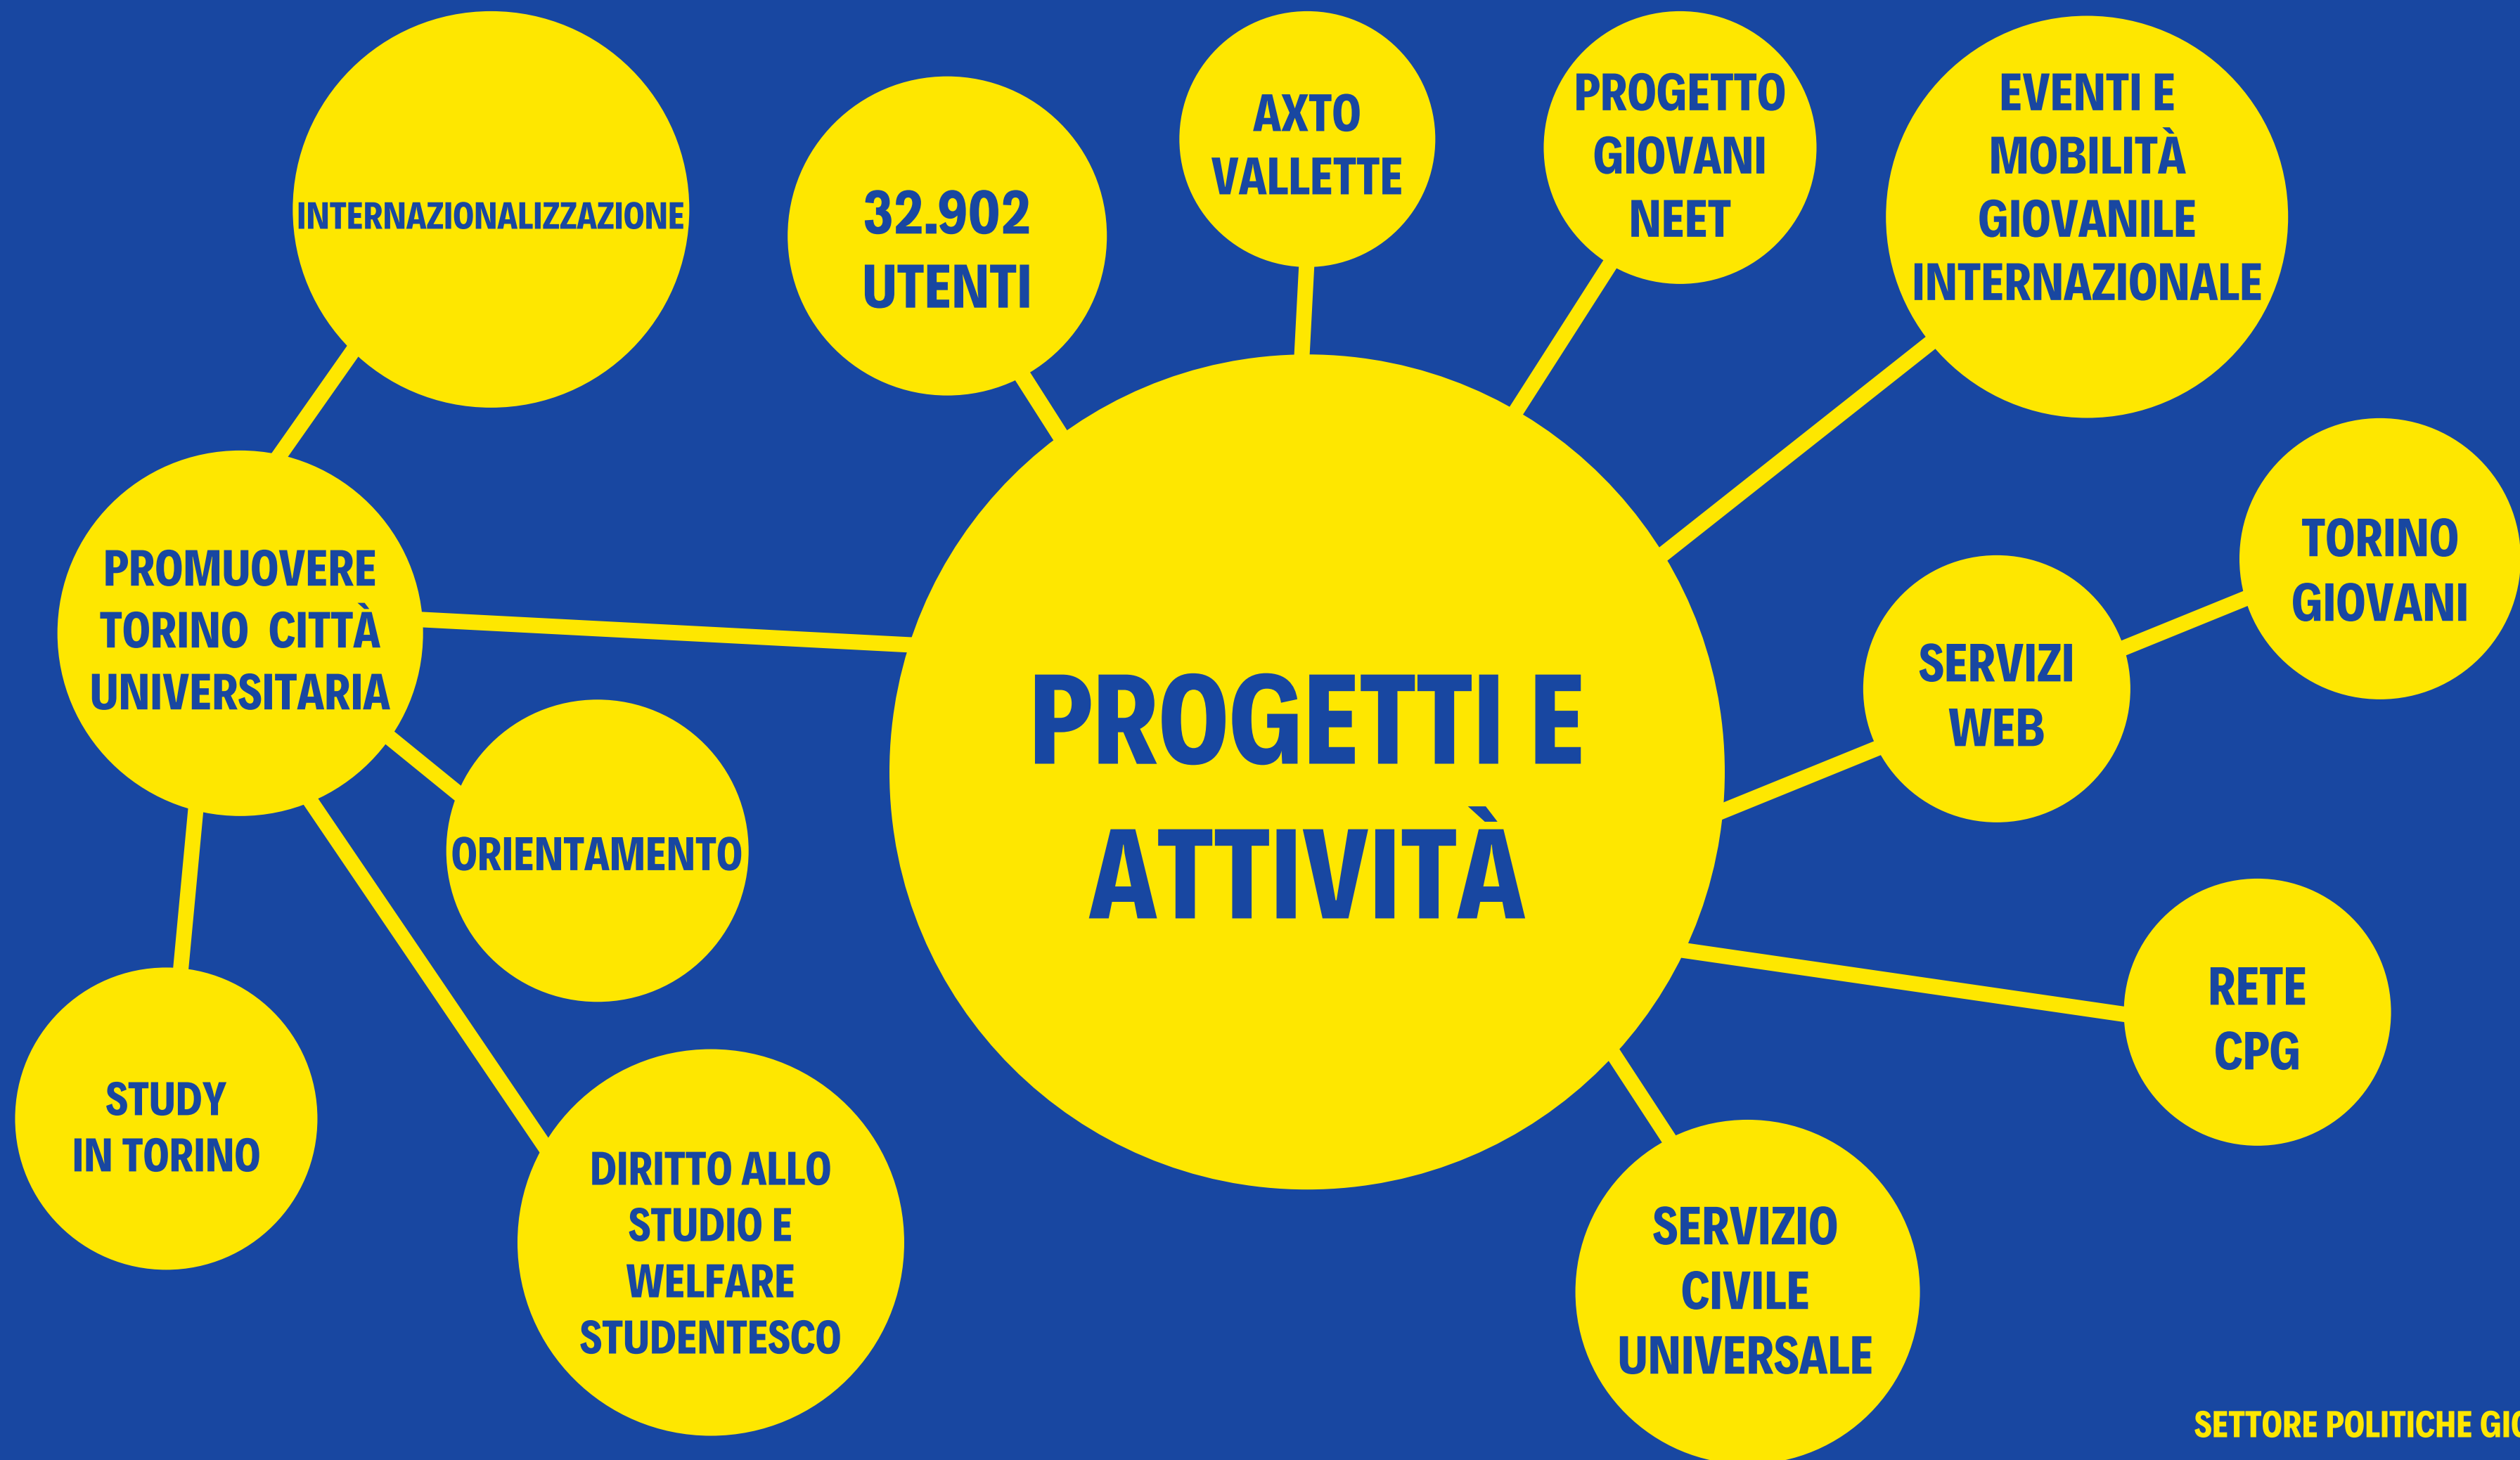 INTERNAZIONALIZZAZIONE
32.902
UTENTI
AXTO
VALLETTE
PROGETTO
GIOVANI
NEET
EVENTI E
MOBILITÀ
GIOVANILE
INTERNAZIONALE
PROMUOVERE
TORINO CITTÀ
UNIVERSITARIA
PROGETTI E
ATTIVITÀ
SERVIZI
WEB
TORINO
GIOVANI
ORIENTAMENTO
RETE
CPG
STUDY
IN TORINO
DIRITTO ALLO
STUDIO E
WELFARE
STUDENTESCO
SERVIZIO
CIVILE
UNIVERSALE
SETTORE POLITICHE